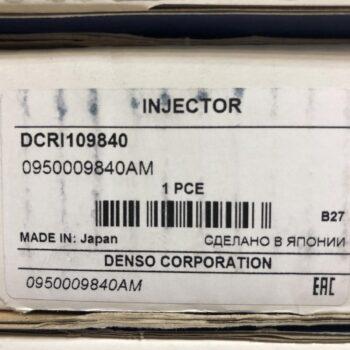 INJECTOR
DCRI109840
0950009840AM
1 PCE
B27
MADE IN: Japan СДЕЛАНО В ЯПОНИИ
DENSO CORPORATION
0950009840AM
EAC